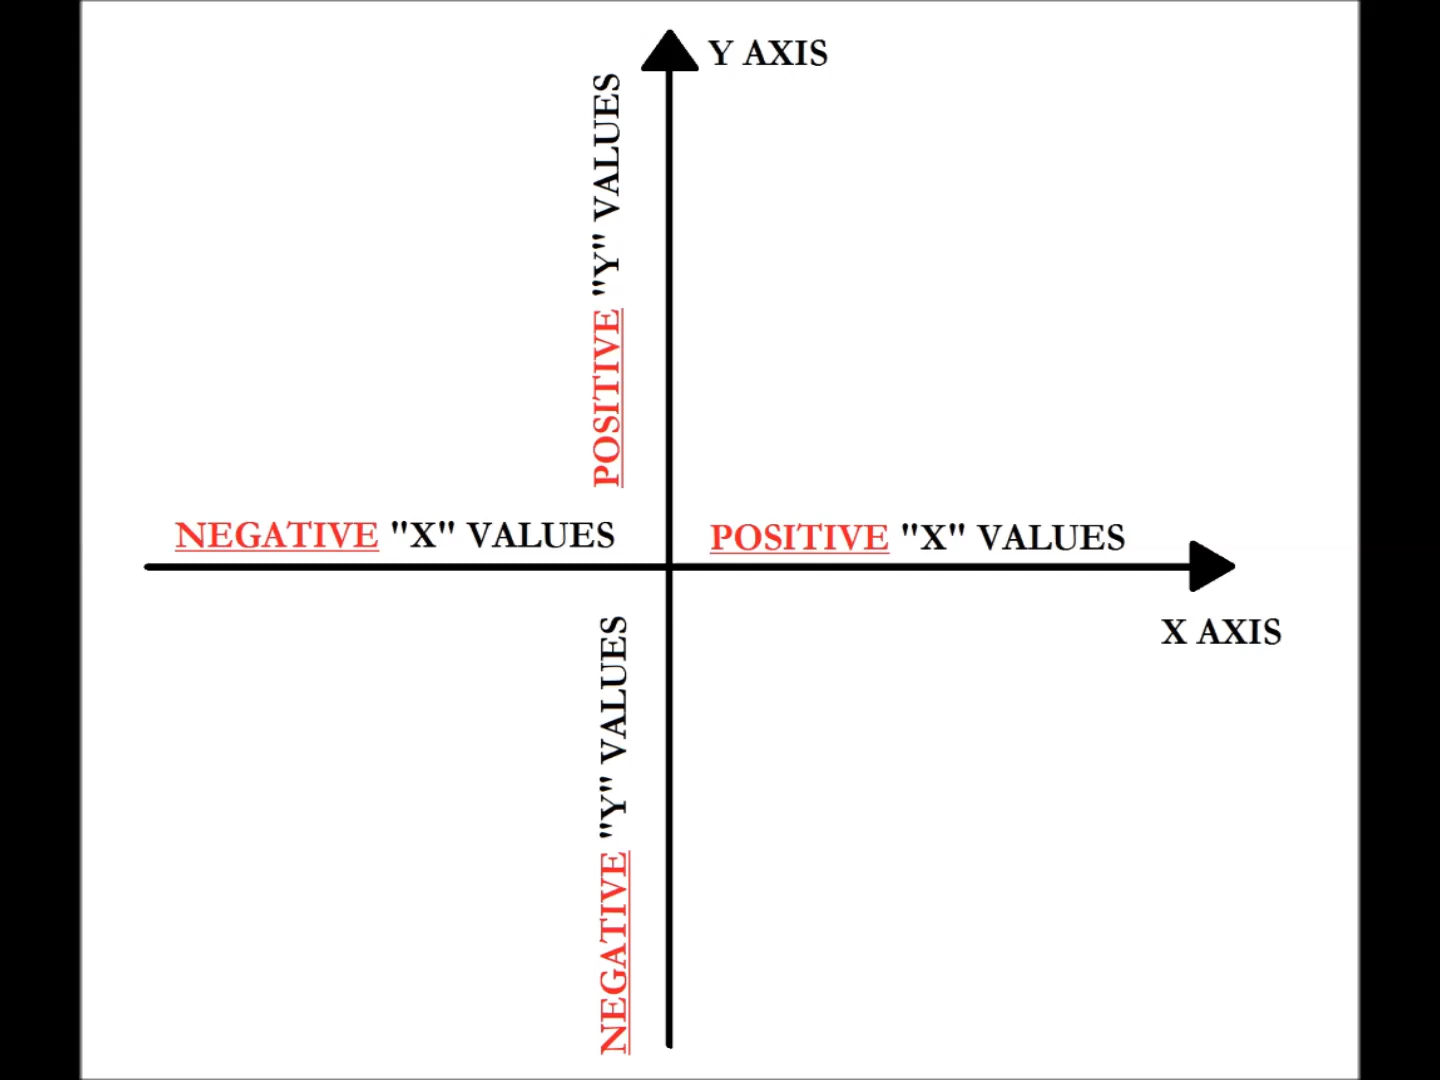 Y AXIS
POSITIVE "Y" VALUES
NEGATIVE "X" VALUES
POSITIVE "X" VALUES
X AXIS
NEGATIVE "Y" VALUES